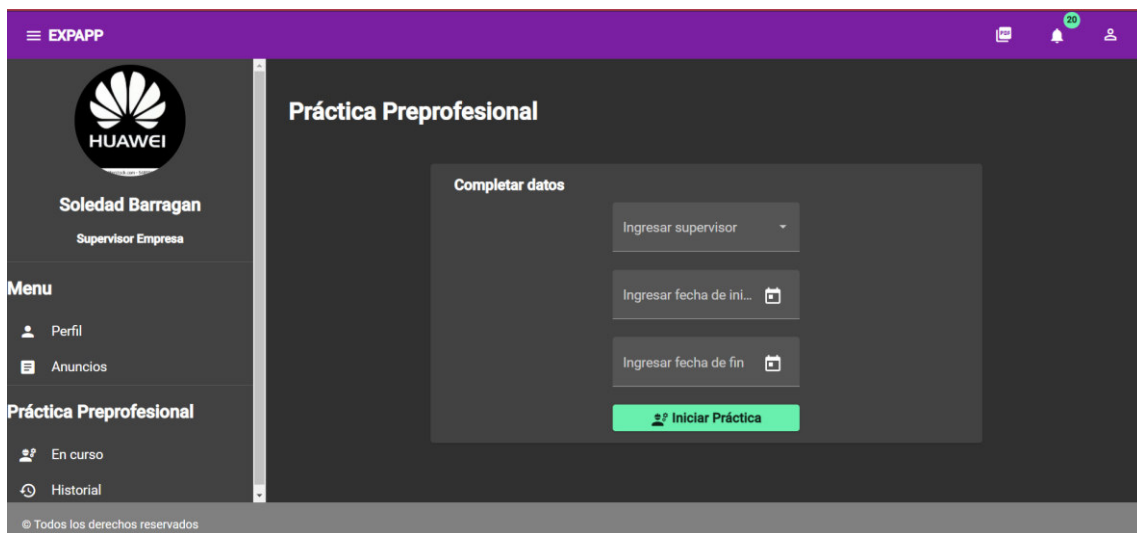 EXPAPP
PDF
20
HUAWEI
Soledad Barragan
Supervisor Empresa
Menu
Perfil
Anuncios
Práctica Preprofesional
En curso
Historial
Práctica Preprofesional
Completar datos
Ingresar supervisor
Ingresar fecha de ini...
Ingresar fecha de fin
Iniciar Práctica
© Todos los derechos reservados